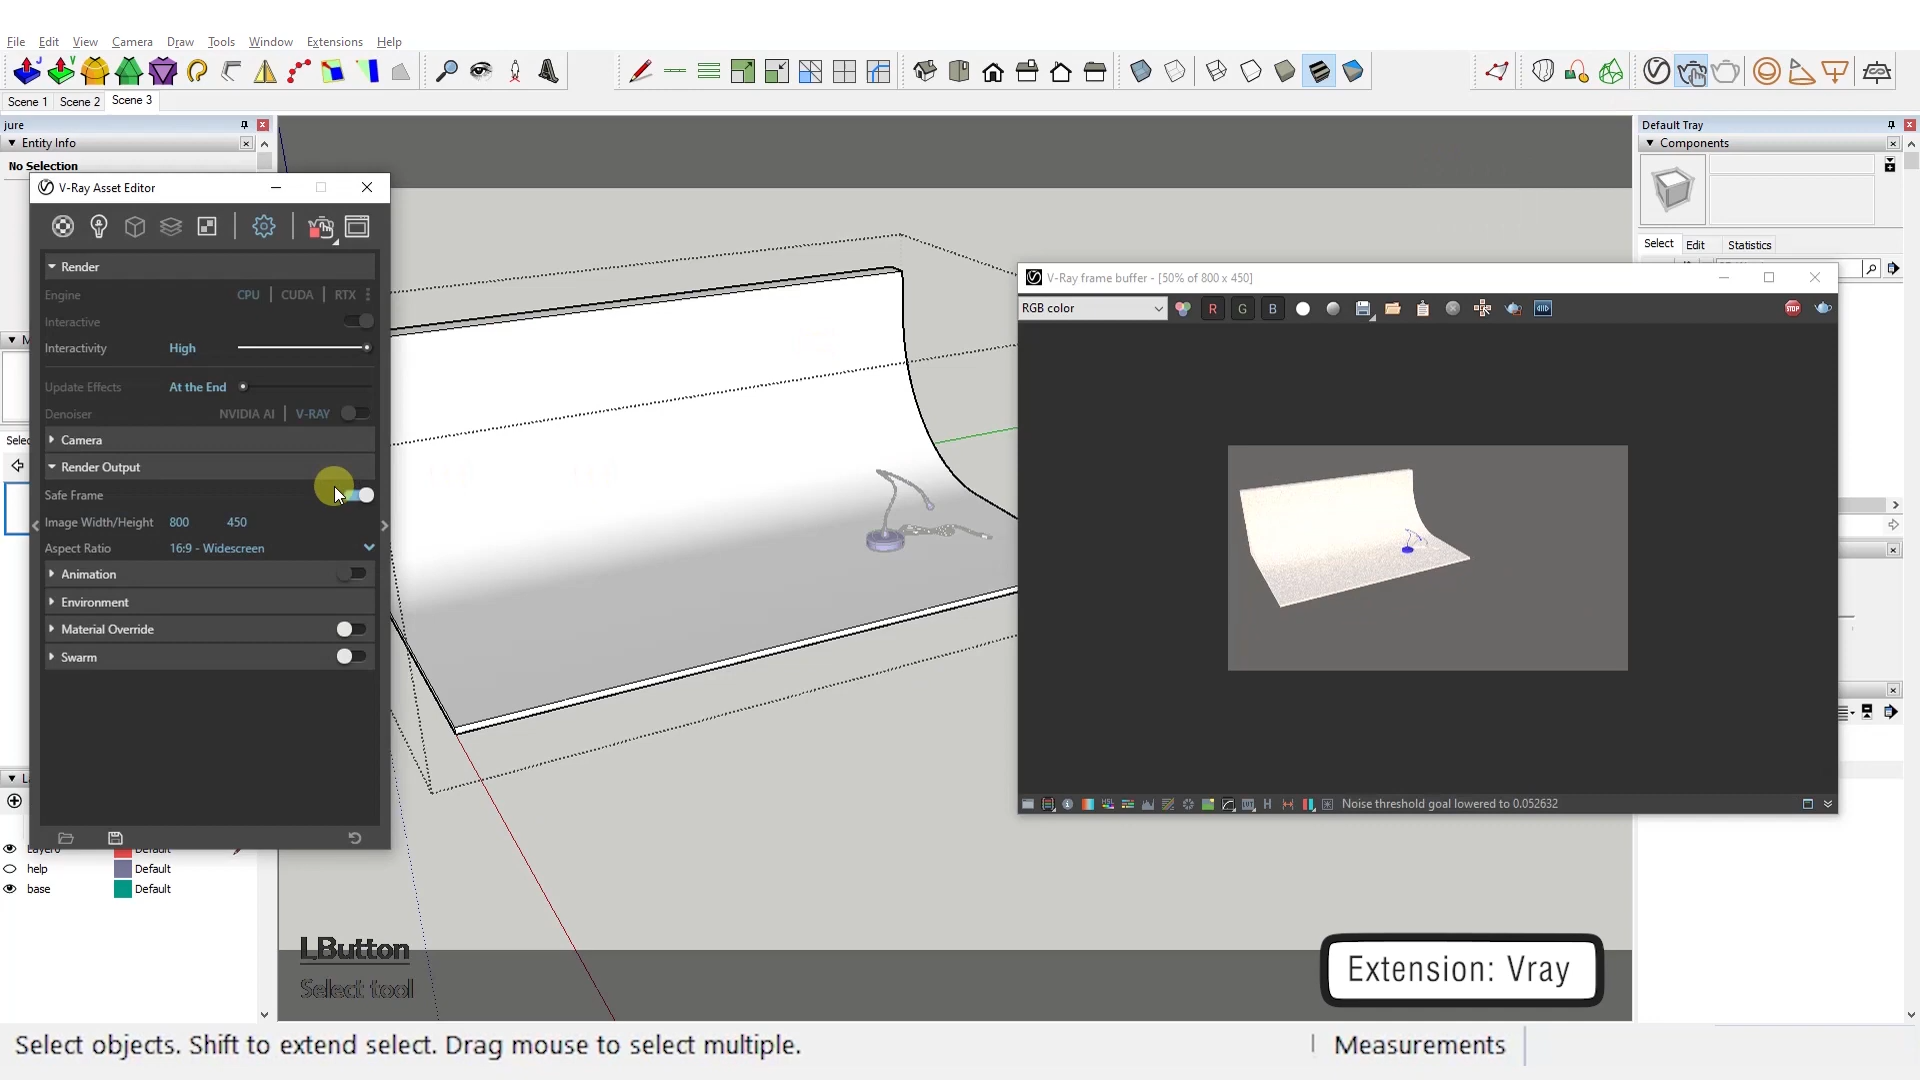 File Edit View Camera Draw Tools Window Extensions Help
Scene 1 Scene 2 Scene 3
jure
Entity Info
No Selection
V-Ray Asset Editor
Render
Engine CPU CUDA RTX
Interactive
Interactivity High
Update Effects At the End
Denoiser NVIDIA AI V-RAY
Camera
Render Output
Safe Frame
Image Width/Height 800 450
Aspect Ratio 16:9 - Widescreen
Animation
Environment
Material Override
Swarm
help Default
base Default
V-Ray frame buffer - [50% of 800 x 450]
RGB color R G B
STOP
H Noise threshold goal lowered to 0.052632
Default Tray
Components
Select Edit Statistics
LButton
Select tool
Extension: Vray
Select objects. Shift to extend select. Drag mouse to select multiple.
Measurements